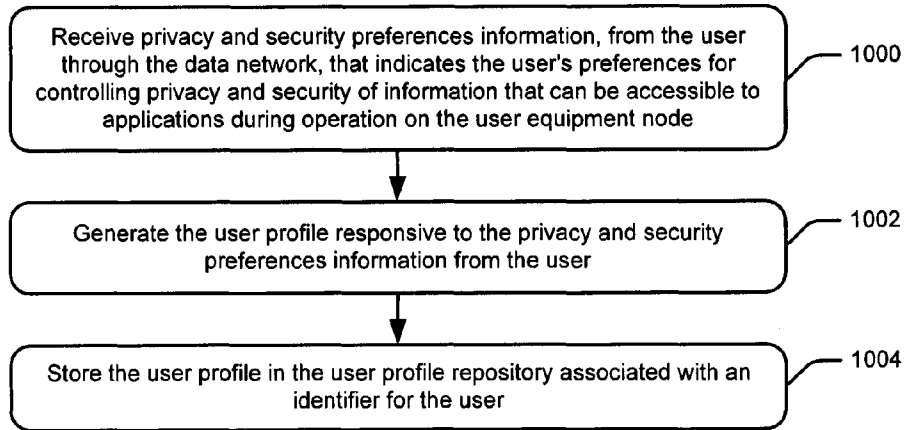 Receive privacy and security preferences information, from the user
through the data network, that indicates the user's preferences for
controlling privacy and security of information that can be accessible to
applications during operation on the user equipment node
1000
Generate the user profile responsive to the privacy and security
preferences information from the user
1002
Store the user profile in the user profile repository associated with an
identifier for the user
1004